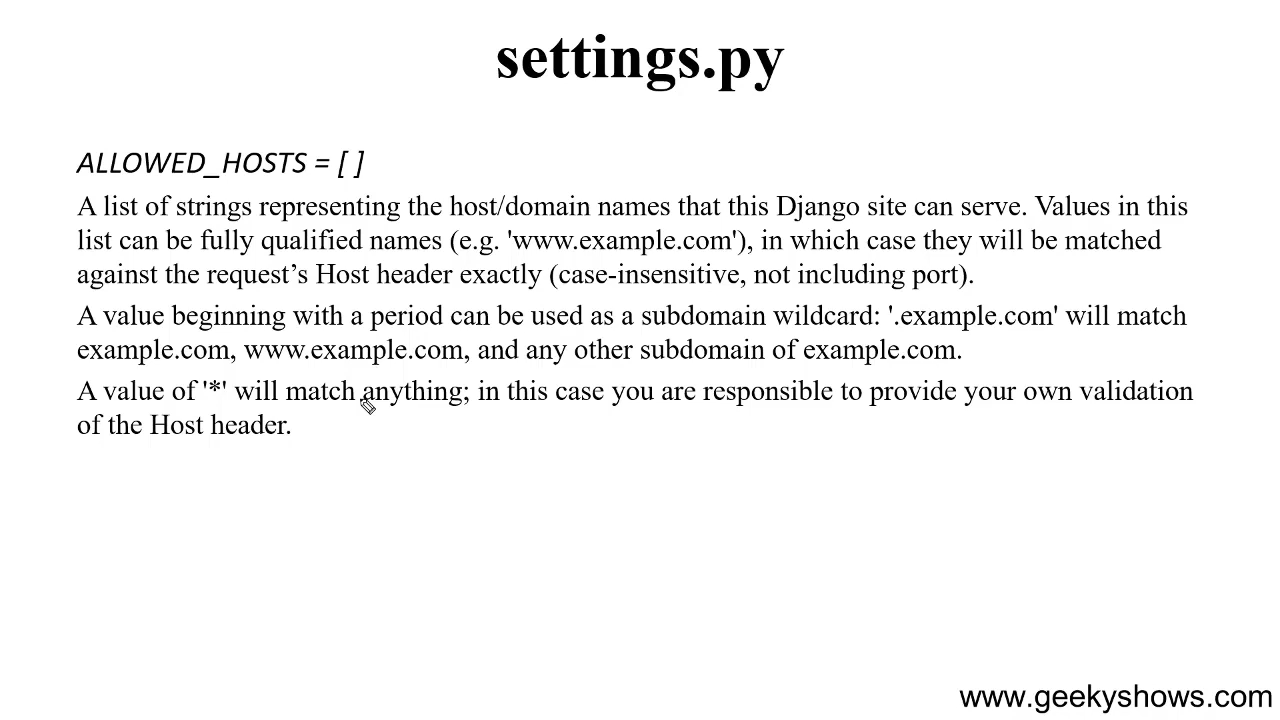 settings.py
ALLOWED_HOSTS = [ ]
A list of strings representing the host/domain names that this Django site can serve. Values in this
list can be fully qualified names (e.g. 'www.example.com'), in which case they will be matched
against the request’s Host header exactly (case-insensitive, not including port).
A value beginning with a period can be used as a subdomain wildcard: '.example.com' will match
example.com, www.example.com, and any other subdomain of example.com.
A value of '*' will match anything; in this case you are responsible to provide your own validation
of the Host header.
www.geekyshows.com